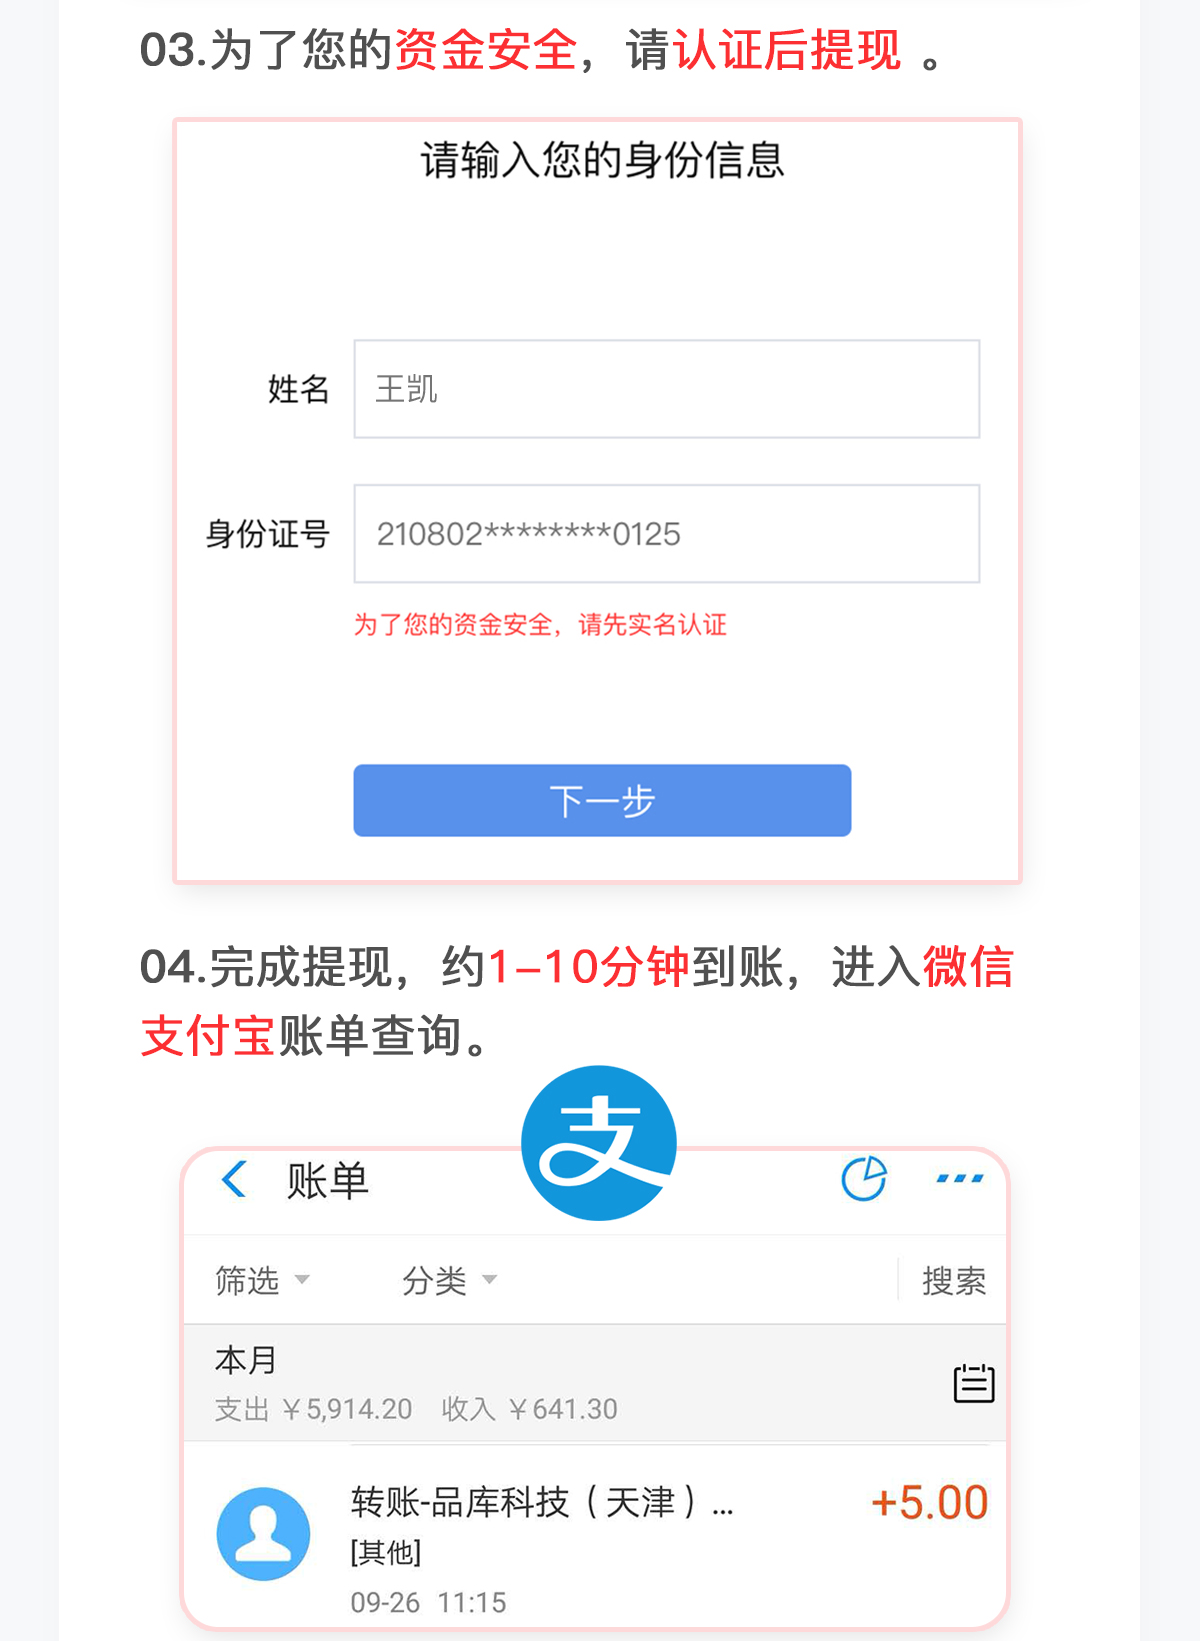 03.为了您的资金安全，请认证后提现 。
请输入您的身份信息
姓名 王凯
身份证号 210802********0125
为了您的资金安全，请先实名认证
下一步
04.完成提现，约1-10分钟到账，进入微信
支付宝账单查询。
支
账单
筛选 分类 搜索
本月
支出 ￥5,914.20 收入 ￥641.30
转账-品库科技（天津）... +5.00
[其他]
09-26 11:15